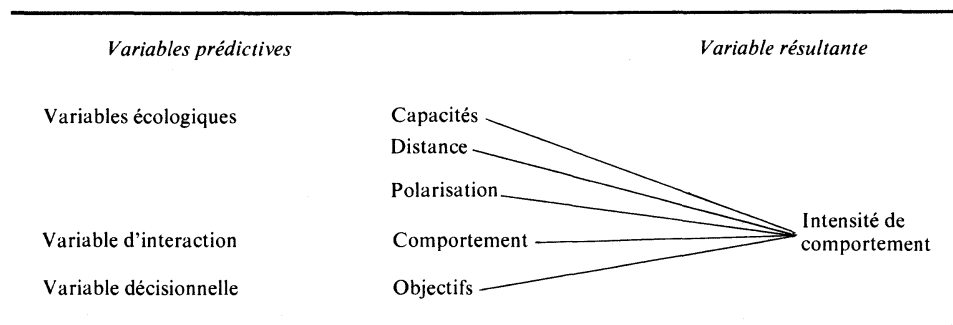 Variables prédictives Variable résultante
Variables écologiques Capacités
Distance
Polarisation
Intensité de
Variable d'interaction Comportement comportement
Variable décisionnelle Objectifs